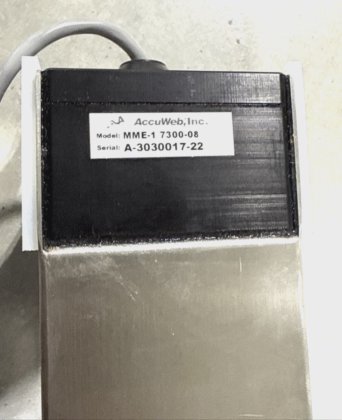 AccuWeb, Inc.
Model: MME-1 7300-08
Serial: A-3030017-22